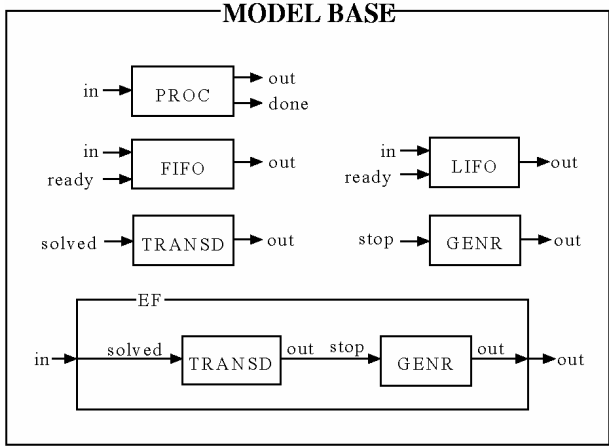 MODEL BASE
in PROC out
done
in FIFO out
ready
in LIFO out
ready
solved TRANSD out
stop GENR out
EF
in solved TRANSD out stop GENR out out